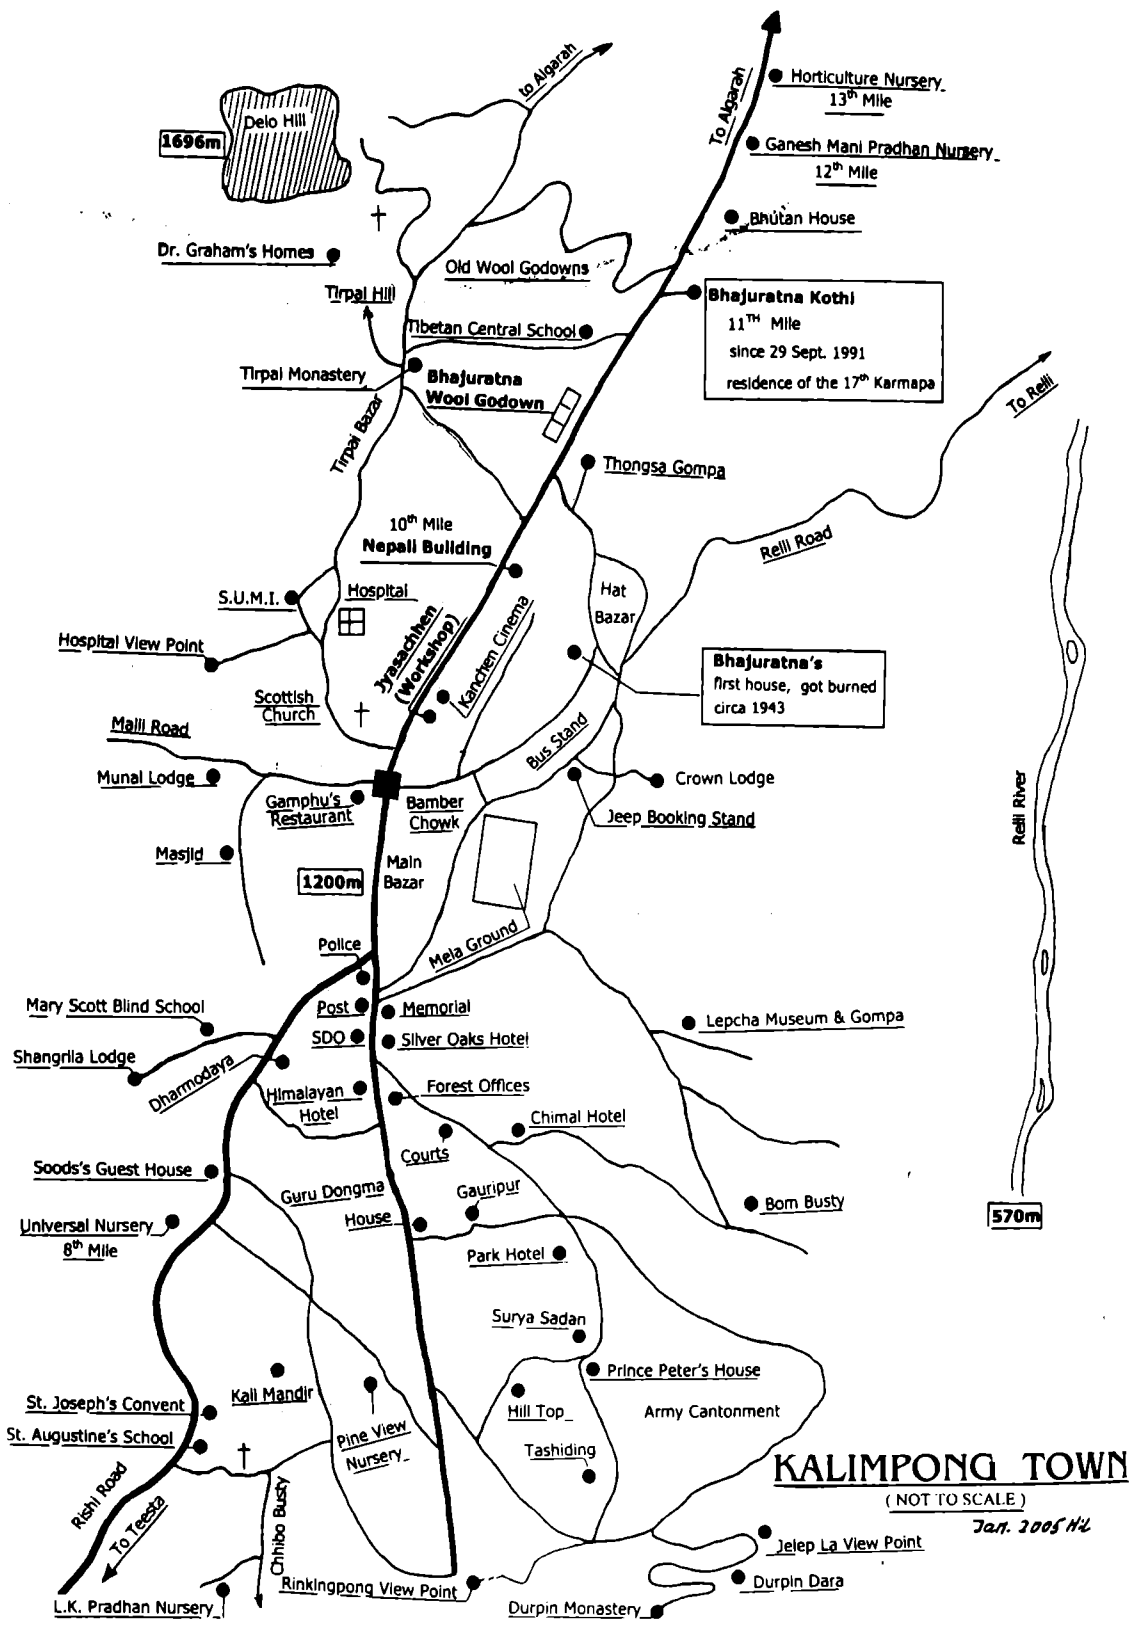 to Algarah
To Algarah
Horticulture Nursery
13th Mile
Delo Hill
1696m
Ganesh Mani Pradhan Nursery
12th Mile
Bhutan House
Dr. Graham's Homes
Old Wool Godowns
Tirpai Hill
Bhajuratna Kothi
11TH Mile
since 29 Sept. 1991
residence of the 17th Karmapa
Tibetan Central School
Tirpai Monastery
Bhajuratna
Wool Godown
To Relli
Tirpai Bazar
Thongsa Gompa
10th Mile
Nepali Building
Relli Road
S.U.M.I.
Hospital
Hat
Bazar
Hospital View Point
Jyasachhen
(Workshop)
Kanchen Cinema
Bhajuratna's
first house, got burned
circa 1943
Scottish
Church
Malli Road
Bus Stand
Munal Lodge
Crown Lodge
Gamphu's
Restaurant
Bamber
Chowk
Jeep Booking Stand
Relli River
Masjid
Main
Bazar
1200m
Mela Ground
Police
Mary Scott Blind School
Post
Memorial
Lepcha Museum & Gompa
SDO
Silver Oaks Hotel
Shangrila Lodge
Dharmodaya
Himalayan
Hotel
Forest Offices
Chimal Hotel
Courts
Soods's Guest House
Guru Dongma
House
Gauripur
Bom Busty
570m
Universal Nursery
8th Mile
Park Hotel
Surya Sadan
Prince Peter's House
Kali Mandir
St. Joseph's Convent
Hill Top
Army Cantonment
St. Augustine's School
Pine View
Nursery
Tashiding
KALIMPONG TOWN
(NOT TO SCALE)
Jan. 2005 HL
Rishi Road
To Teesta
Chhibo Busty
Jelep La View Point
Rinkingpong View Point
Durpin Dara
L.K. Pradhan Nursery
Durpin Monastery